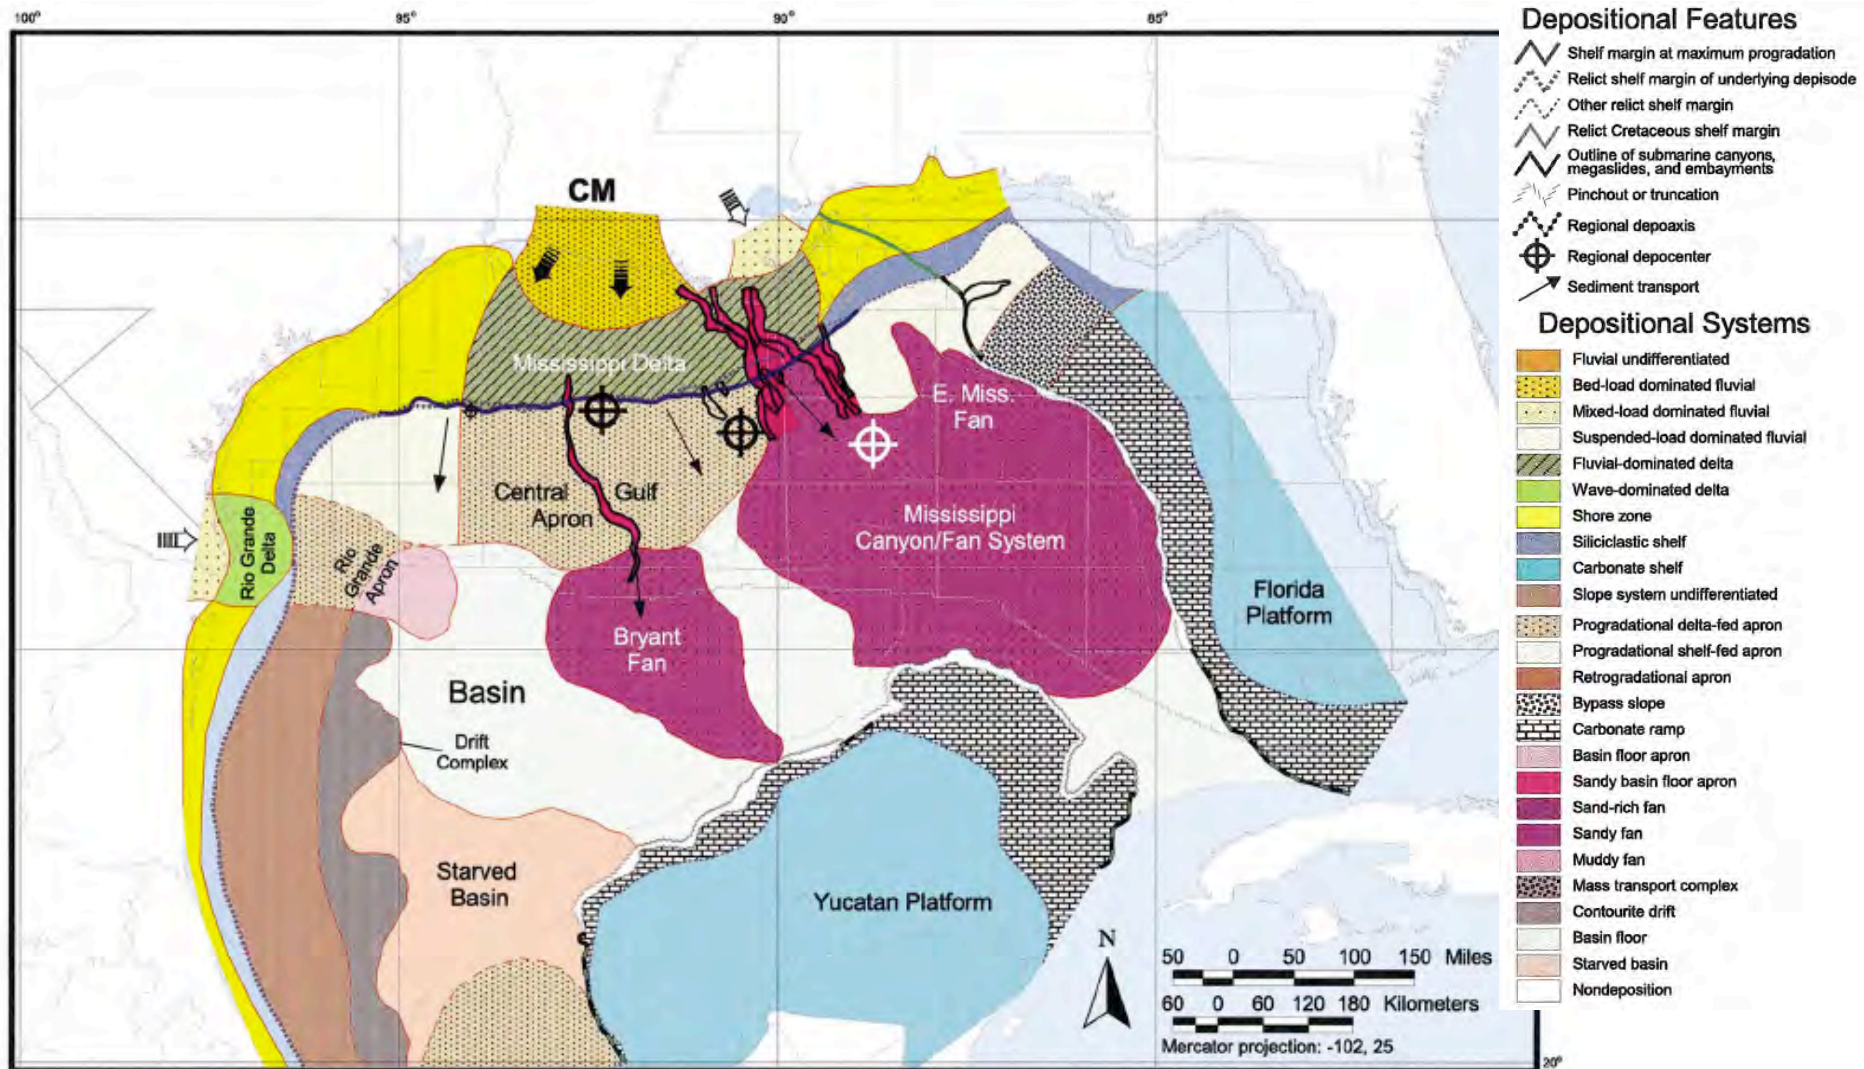 100°
95°
90°
85°
CM
Mississippi Delta
E. Miss.
Fan
Central Gulf
Apron
Mississippi
Canyon/Fan System
Rio Grande
Delta
Rio
Grande
Apron
Bryant
Fan
Florida
Platform
Basin
Drift
Complex
Starved
Basin
Yucatan Platform
N
50 0 50 100 150 Miles
60 0 60 120 180 Kilometers
Mercator projection: -102, 25
20°
Depositional Features
Shelf margin at maximum progradation
Relict shelf margin of underlying depisode
Other relict shelf margin
Relict Cretaceous shelf margin
Outline of submarine canyons,
megaslides, and embayments
Pinchout or truncation
Regional depoaxis
Regional depocenter
Sediment transport
Depositional Systems
Fluvial undifferentiated
Bed-load dominated fluvial
Mixed-load dominated fluvial
Suspended-load dominated fluvial
Fluvial-dominated delta
Wave-dominated delta
Shore zone
Siliciclastic shelf
Carbonate shelf
Slope system undifferentiated
Progradational delta-fed apron
Progradational shelf-fed apron
Retrogradational apron
Bypass slope
Carbonate ramp
Basin floor apron
Sandy basin floor apron
Sand-rich fan
Sandy fan
Muddy fan
Mass transport complex
Contourite drift
Basin floor
Starved basin
Nondeposition